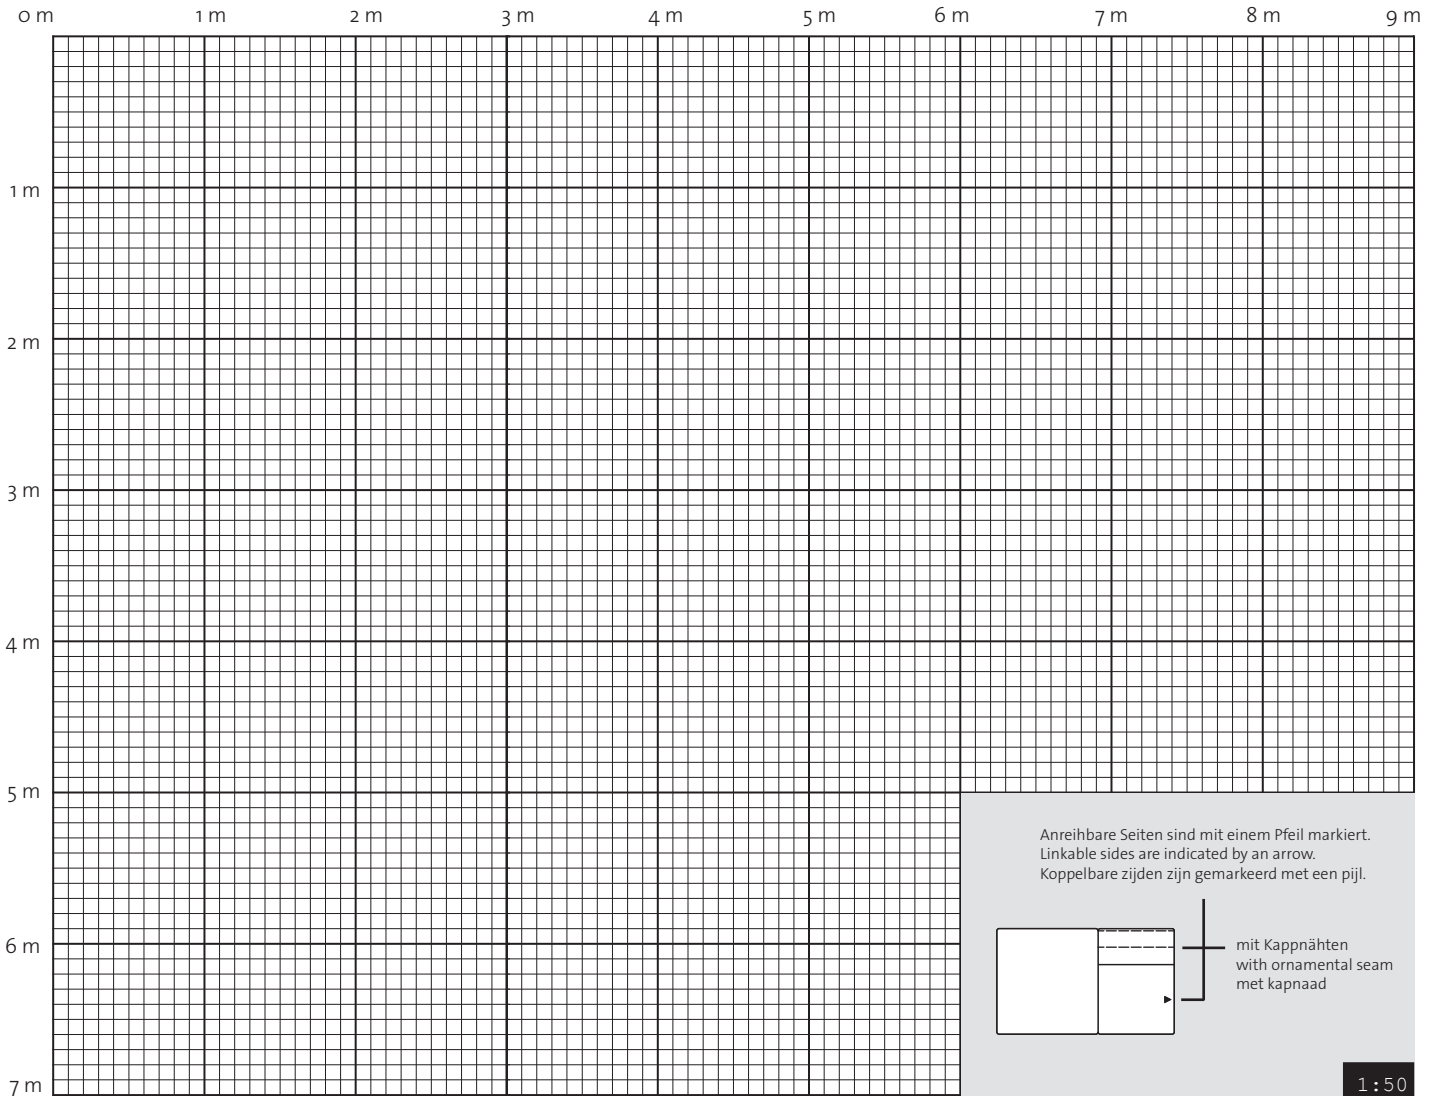 0 m 1 m 2 m 3 m 4 m 5 m 6 m 7 m 8 m 9 m
1 m
2 m
3 m
4 m
5 m
6 m
7 m
Anreihbare Seiten sind mit einem Pfeil markiert.
Linkable sides are indicated by an arrow.
Koppelbare zijden zijn gemarkeerd met een pijl.
mit Kappnähten
with ornamental seam
met kapnaad
1:50